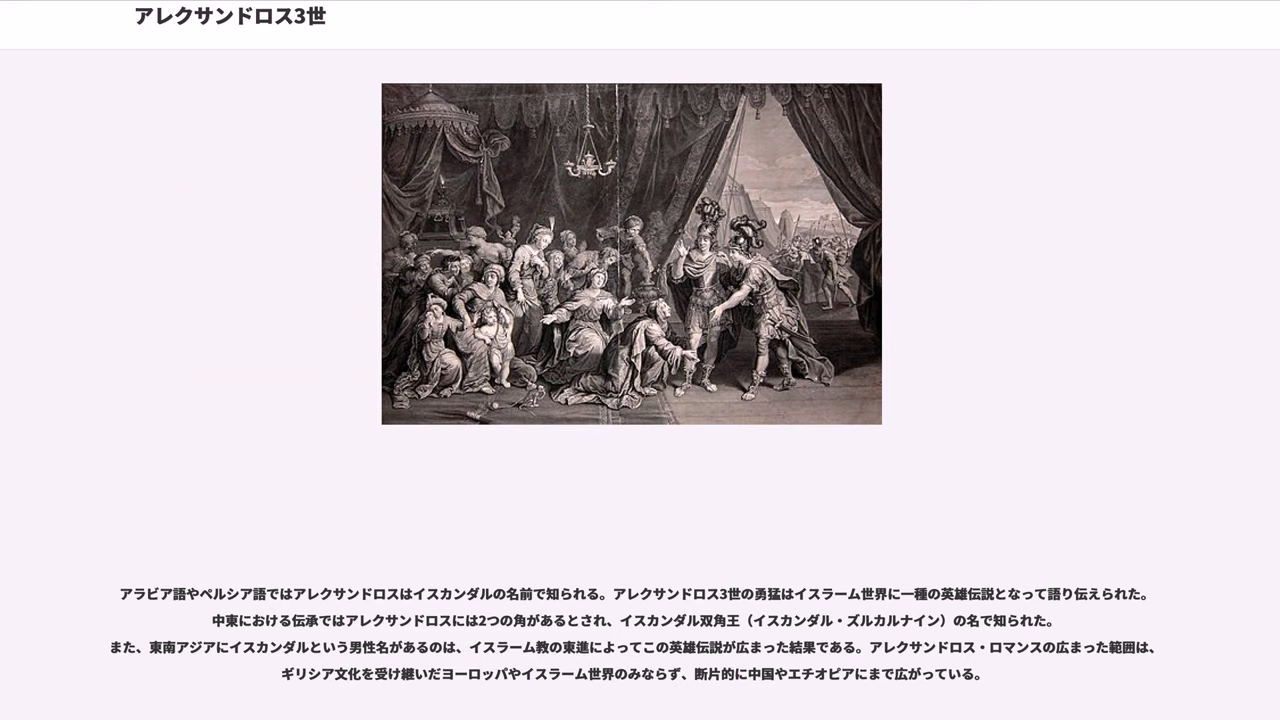 アレクサンドロス3世
アラビア語やペルシア語ではアレクサンドロスはイスカンダルの名前で知られる。アレクサンドロス3世の勇猛はイスラーム世界に一種の英雄伝説となって語り伝えられた。
中東における伝承ではアレクサンドロスには2つの角があるとされ、イスカンダル双角王（イスカンダル・ズルカルナイン）の名で知られた。
また、東南アジアにイスカンダルという男性名があるのは、イスラーム教の東進によってこの英雄伝説が広まった結果である。アレクサンドロス・ロマンスの広まった範囲は、
ギリシア文化を受け継いだヨーロッパやイスラーム世界のみならず、断片的に中国やエチオピアにまで広がっている。